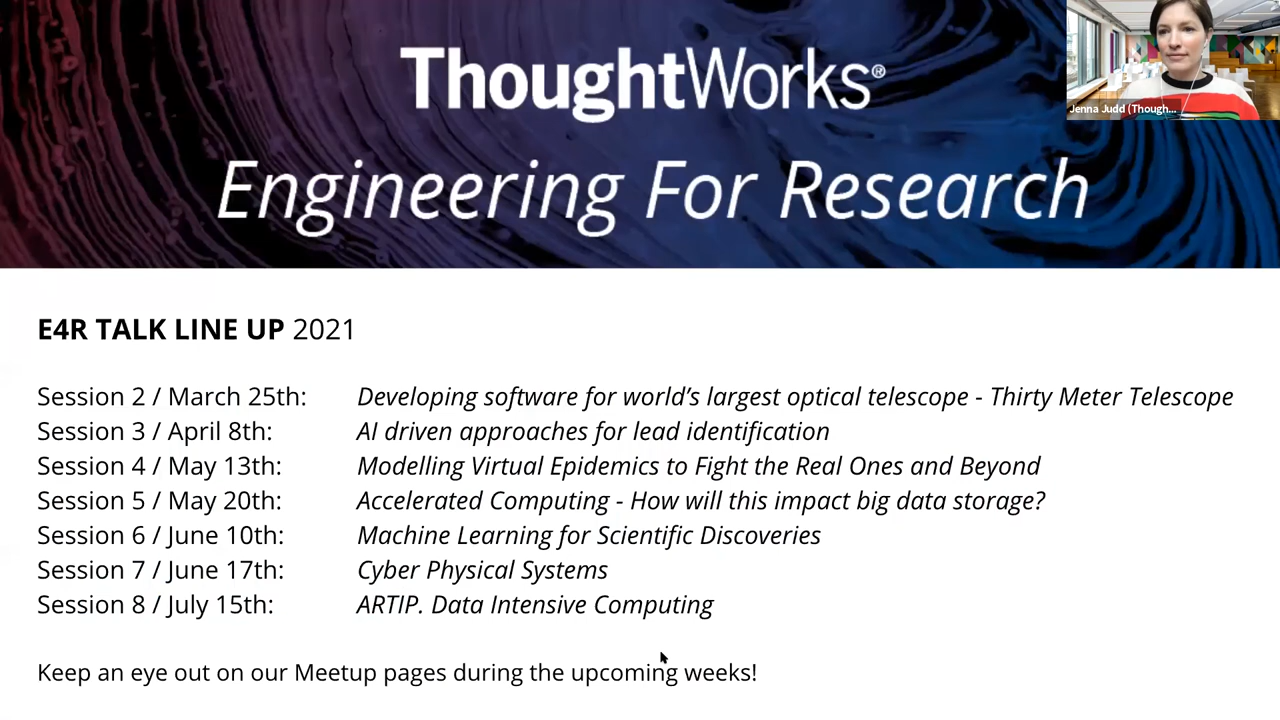 ThoughtWorks®
Engineering For Research
Jenna Judd (Though...
E4R TALK LINE UP 2021
Session 2 / March 25th: Developing software for world’s largest optical telescope - Thirty Meter Telescope
Session 3 / April 8th: AI driven approaches for lead identification
Session 4 / May 13th: Modelling Virtual Epidemics to Fight the Real Ones and Beyond
Session 5 / May 20th: Accelerated Computing - How will this impact big data storage?
Session 6 / June 10th: Machine Learning for Scientific Discoveries
Session 7 / June 17th: Cyber Physical Systems
Session 8 / July 15th: ARTIP. Data Intensive Computing
Keep an eye out on our Meetup pages during the upcoming weeks!